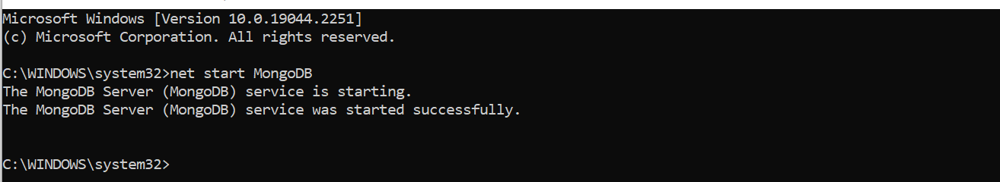 Microsoft Windows [Version 10.0.19044.2251]
(c) Microsoft Corporation. All rights reserved.
C:\WINDOWS\system32>net start MongoDB
The MongoDB Server (MongoDB) service is starting.
The MongoDB Server (MongoDB) service was started successfully.
C:\WINDOWS\system32>